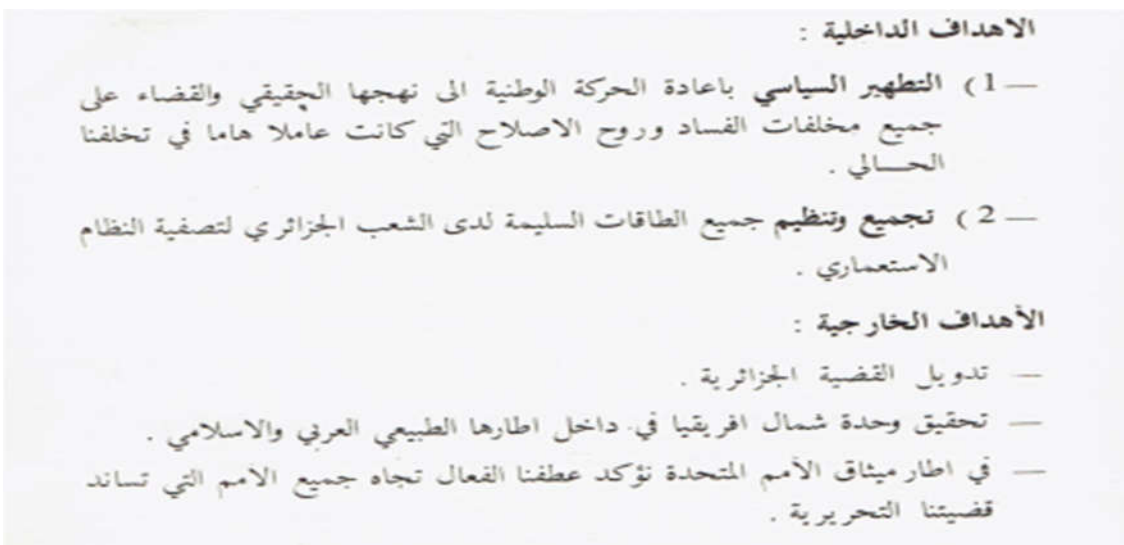 الاهداف الداخلية :
— 1 ) التطهير السياسي باعادة الحركة الوطنية الى نهجها الحقيقي والقضاء على
جميع مخلفات الفساد وروح الاصلاح التي كانت عاملا هاما في تخلفنا
الحـــالي .
— 2 ) تجميع وتنظيم جميع الطاقات السليمة لدى الشعب الجزائري لتصفية النظام
الاستعماري .
الأهداف الخارجية :
— تدويل القضية الجزائرية .
— تحقيق وحدة شمال افريقيا في داخل اطارها الطبيعي العربي والاسلامي .
— في اطار ميثاق الأمم المتحدة نؤكد عطفنا الفعال تجاه جميع الأمم التي تساند
قضيتنا التحريرية .